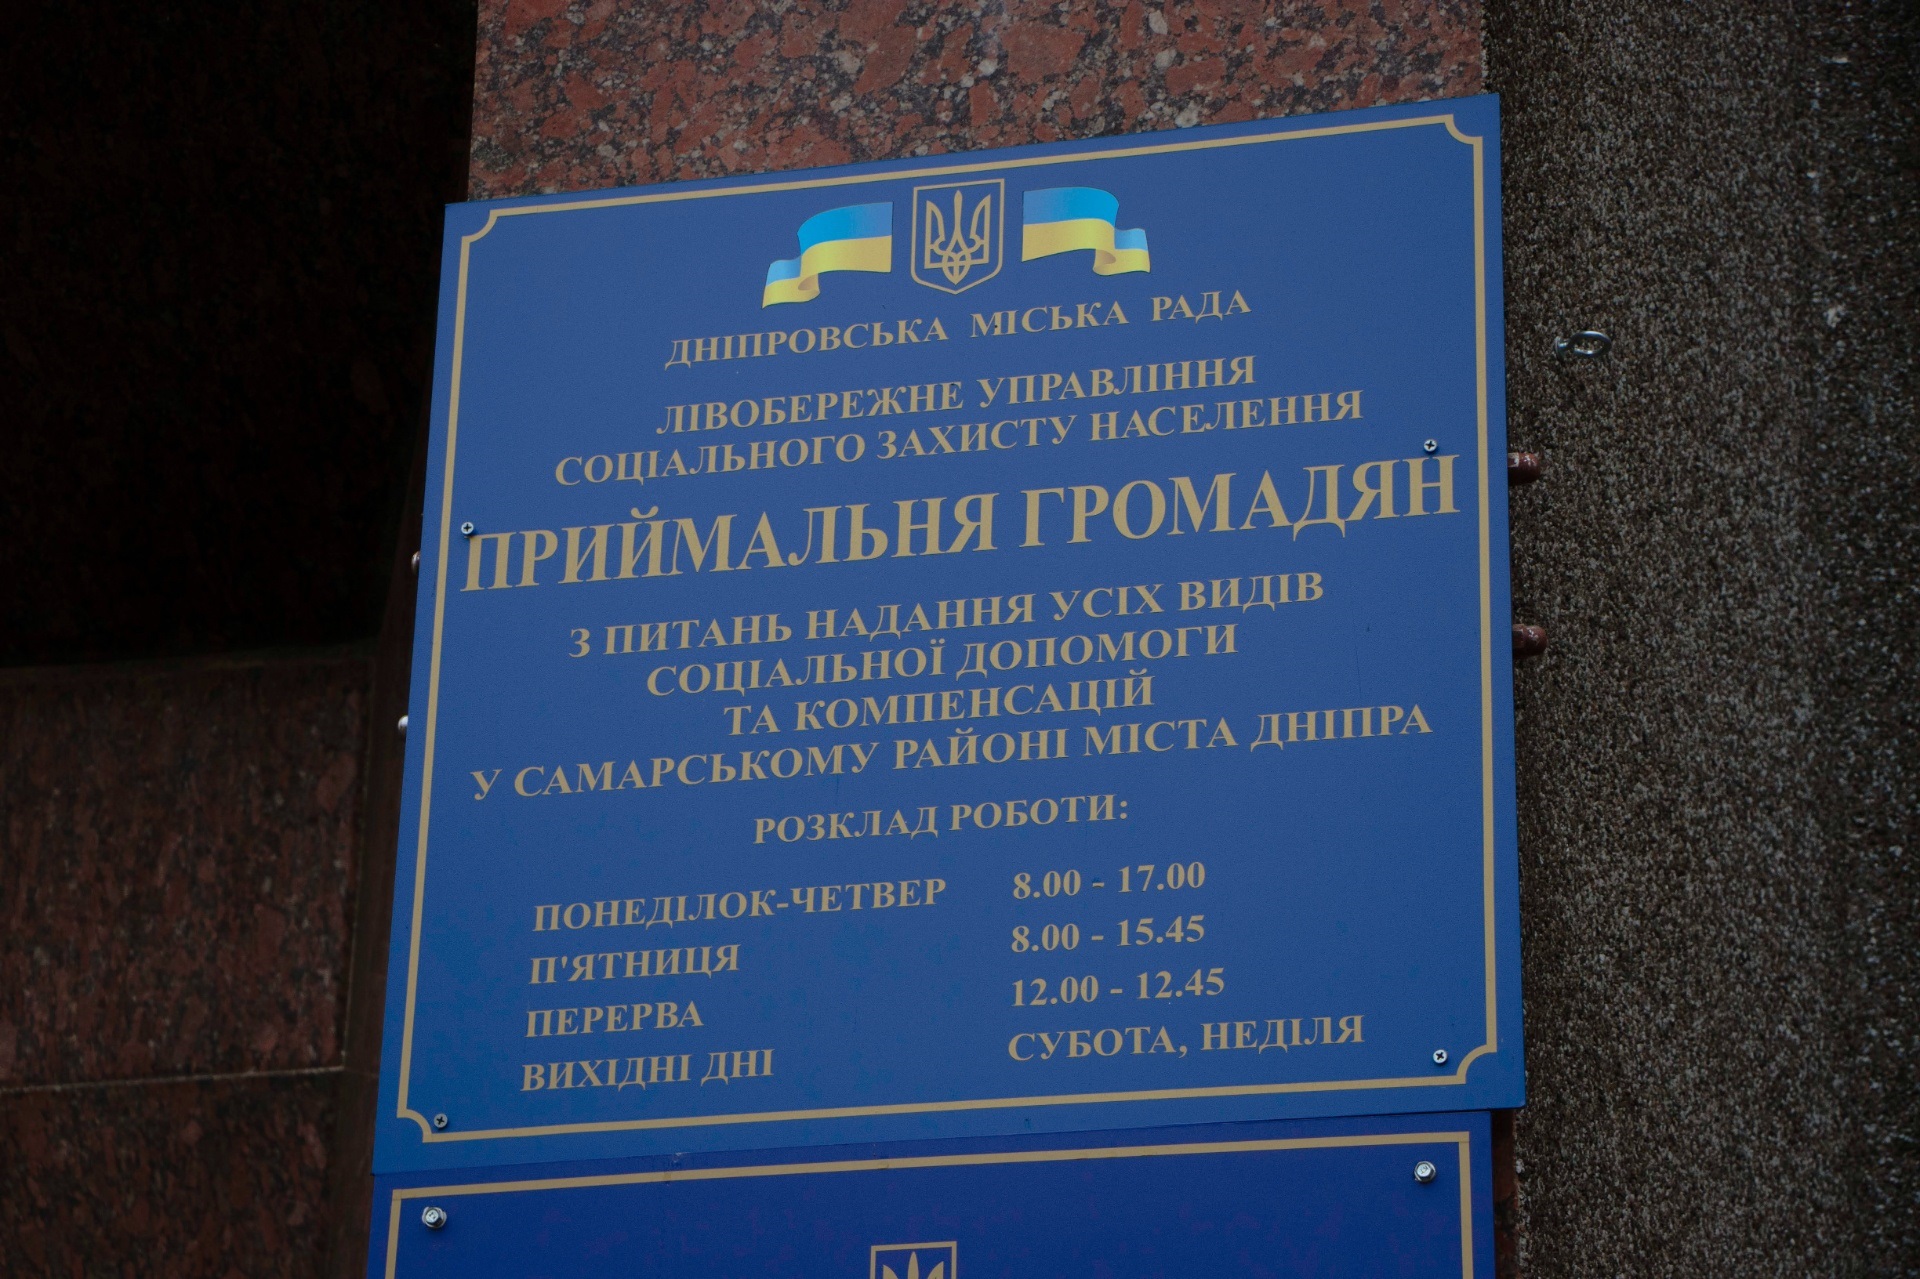 ДНІПРОВСЬКА МІСЬКА РАДА
ЛІВОБЕРЕЖНЕ УПРАВЛІННЯ
СОЦІАЛЬНОГО ЗАХИСТУ НАСЕЛЕННЯ
ПРИЙМАЛЬНЯ ГРОМАДЯН
З ПИТАНЬ НАДАННЯ УСІХ ВИДІВ
СОЦІАЛЬНОЇ ДОПОМОГИ
ТА КОМПЕНСАЦІЙ
У САМАРСЬКОМУ РАЙОНІ МІСТА ДНІПРА
РОЗКЛАД РОБОТИ:
ПОНЕДІЛОК-ЧЕТВЕР 8.00 - 17.00
П'ЯТНИЦЯ 8.00 - 15.45
ПЕРЕРВА 12.00 - 12.45
ВИХІДНІ ДНІ СУБОТА, НЕДІЛЯ